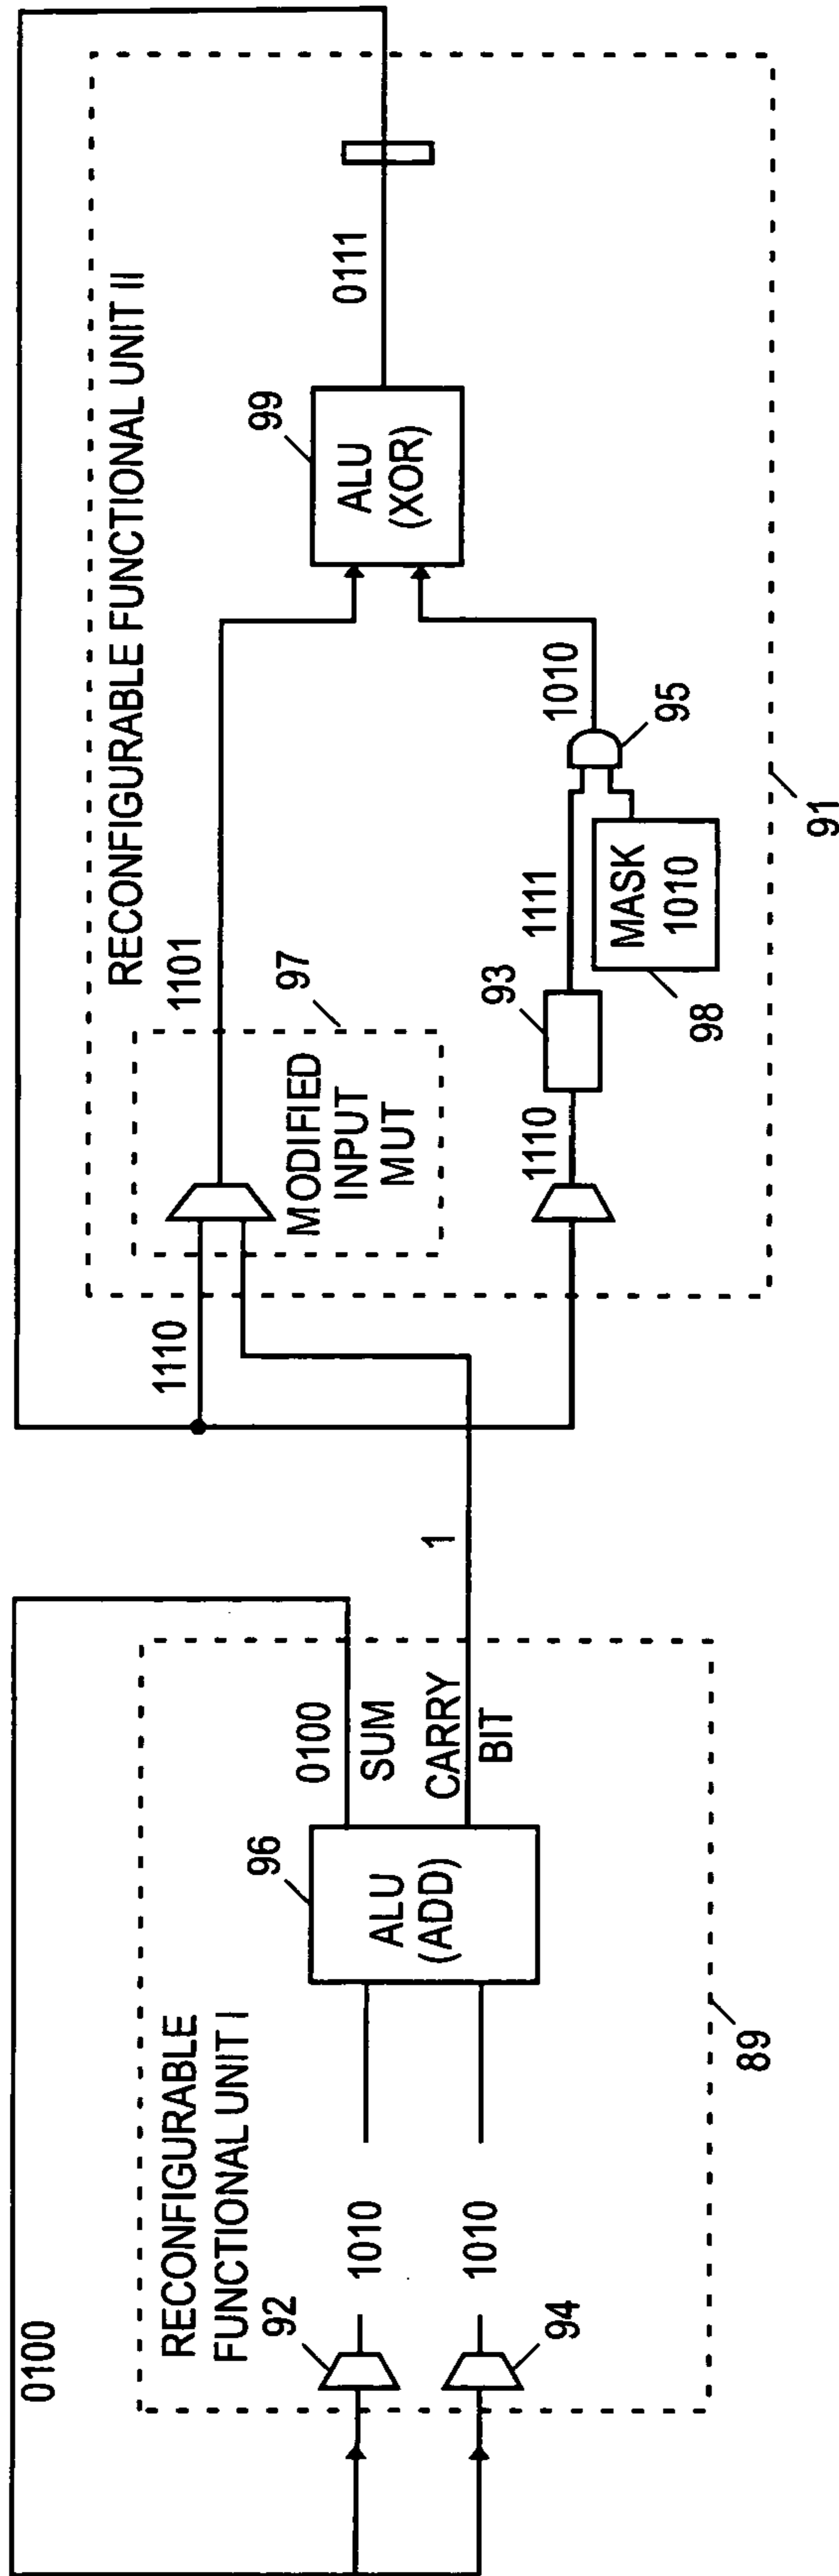 0100
RECONFIGURABLE
FUNCTIONAL UNIT I
92
1010
1010
94
96
ALU
(ADD)
0100
SUM
CARRY
BIT
89
1
RECONFIGURABLE FUNCTIONAL UNIT II
1110
1101
97
MODIFIED
INPUT
MUT
1110
93
1111
MASK
1010
98
1010
95
99
ALU
(XOR)
0111
91